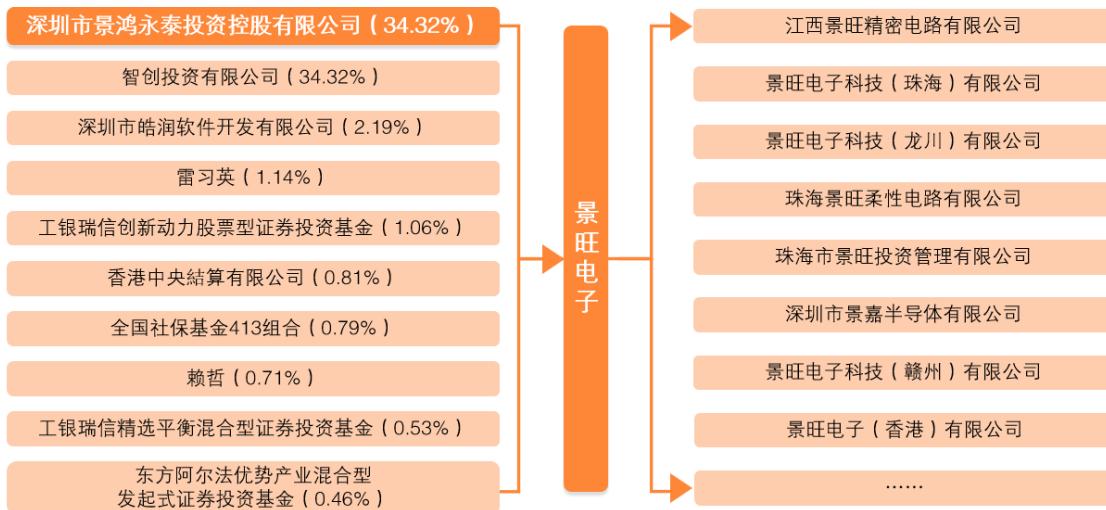 深圳市景鸿永泰投资控股有限公司（34.32%）
智创投资有限公司（34.32%）
深圳市皓润软件开发有限公司（2.19%）
雷习英（1.14%）
工银瑞信创新动力股票型证券投资基金（1.06%）
香港中央結算有限公司（0.81%）
全国社保基金413组合（0.79%）
赖哲（0.71%）
工银瑞信精选平衡混合型证券投资基金（0.53%）
东方阿尔法优势产业混合型
发起式证券投资基金（0.46%）
景旺电子
江西景旺精密电路有限公司
景旺电子科技（珠海）有限公司
景旺电子科技（龙川）有限公司
珠海景旺柔性电路有限公司
珠海市景旺投资管理有限公司
深圳市景嘉半导体有限公司
景旺电子科技（赣州）有限公司
景旺电子（香港）有限公司
……